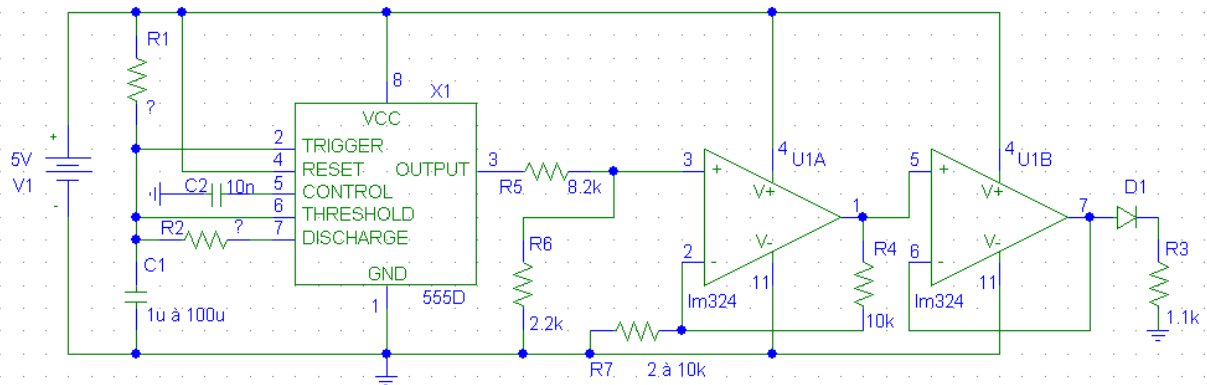 R1
?
8
X1
VCC
2 TRIGGER
4 RESET OUTPUT 3
5 CONTROL
6 THRESHOLD
7 DISCHARGE
GND
1
555D
+
5V
V1
-
C2 10n
R2 ?
C1
1u à 100u
R5 8.2k
R6
2.2k
3
+
4 U1A
V+
1
V-
2
-
11
lm324
R4
10k
R7 2 à 10k
5
+
4 U1B
V+
7
V-
6
-
11
lm324
D1
R3
1.1k